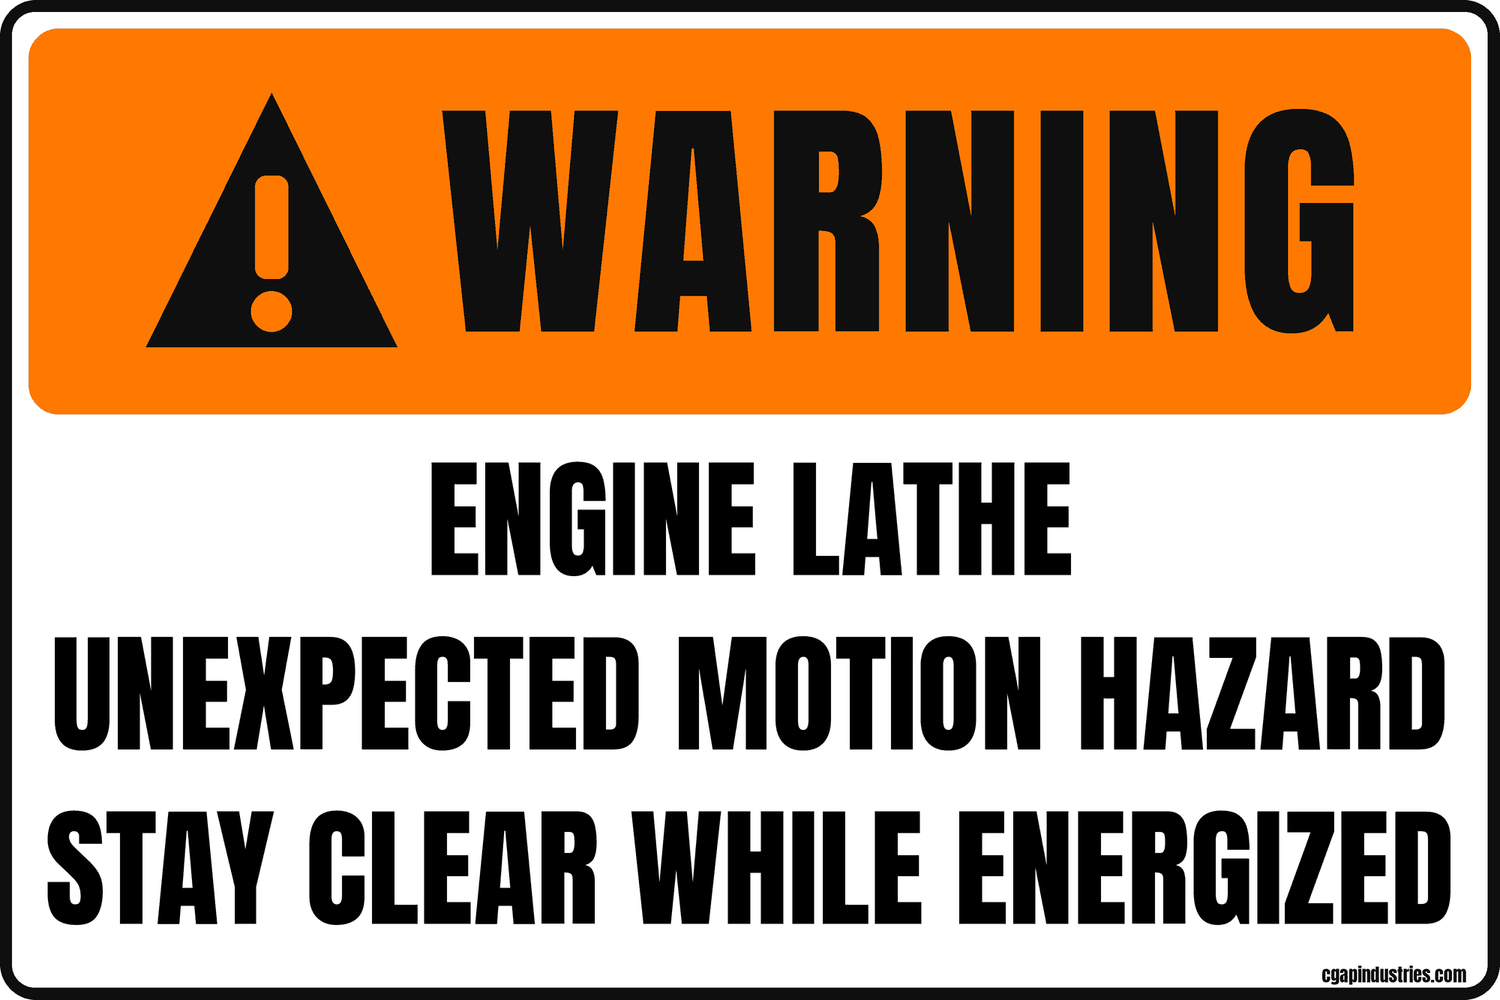 WARNING
ENGINE LATHE
UNEXPECTED MOTION HAZARD
STAY CLEAR WHILE ENERGIZED
cgapindustries.com